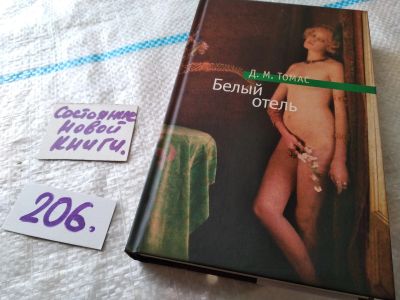 Д. М. Томас
Белый
отель
Состояние
новой
книги.
206.